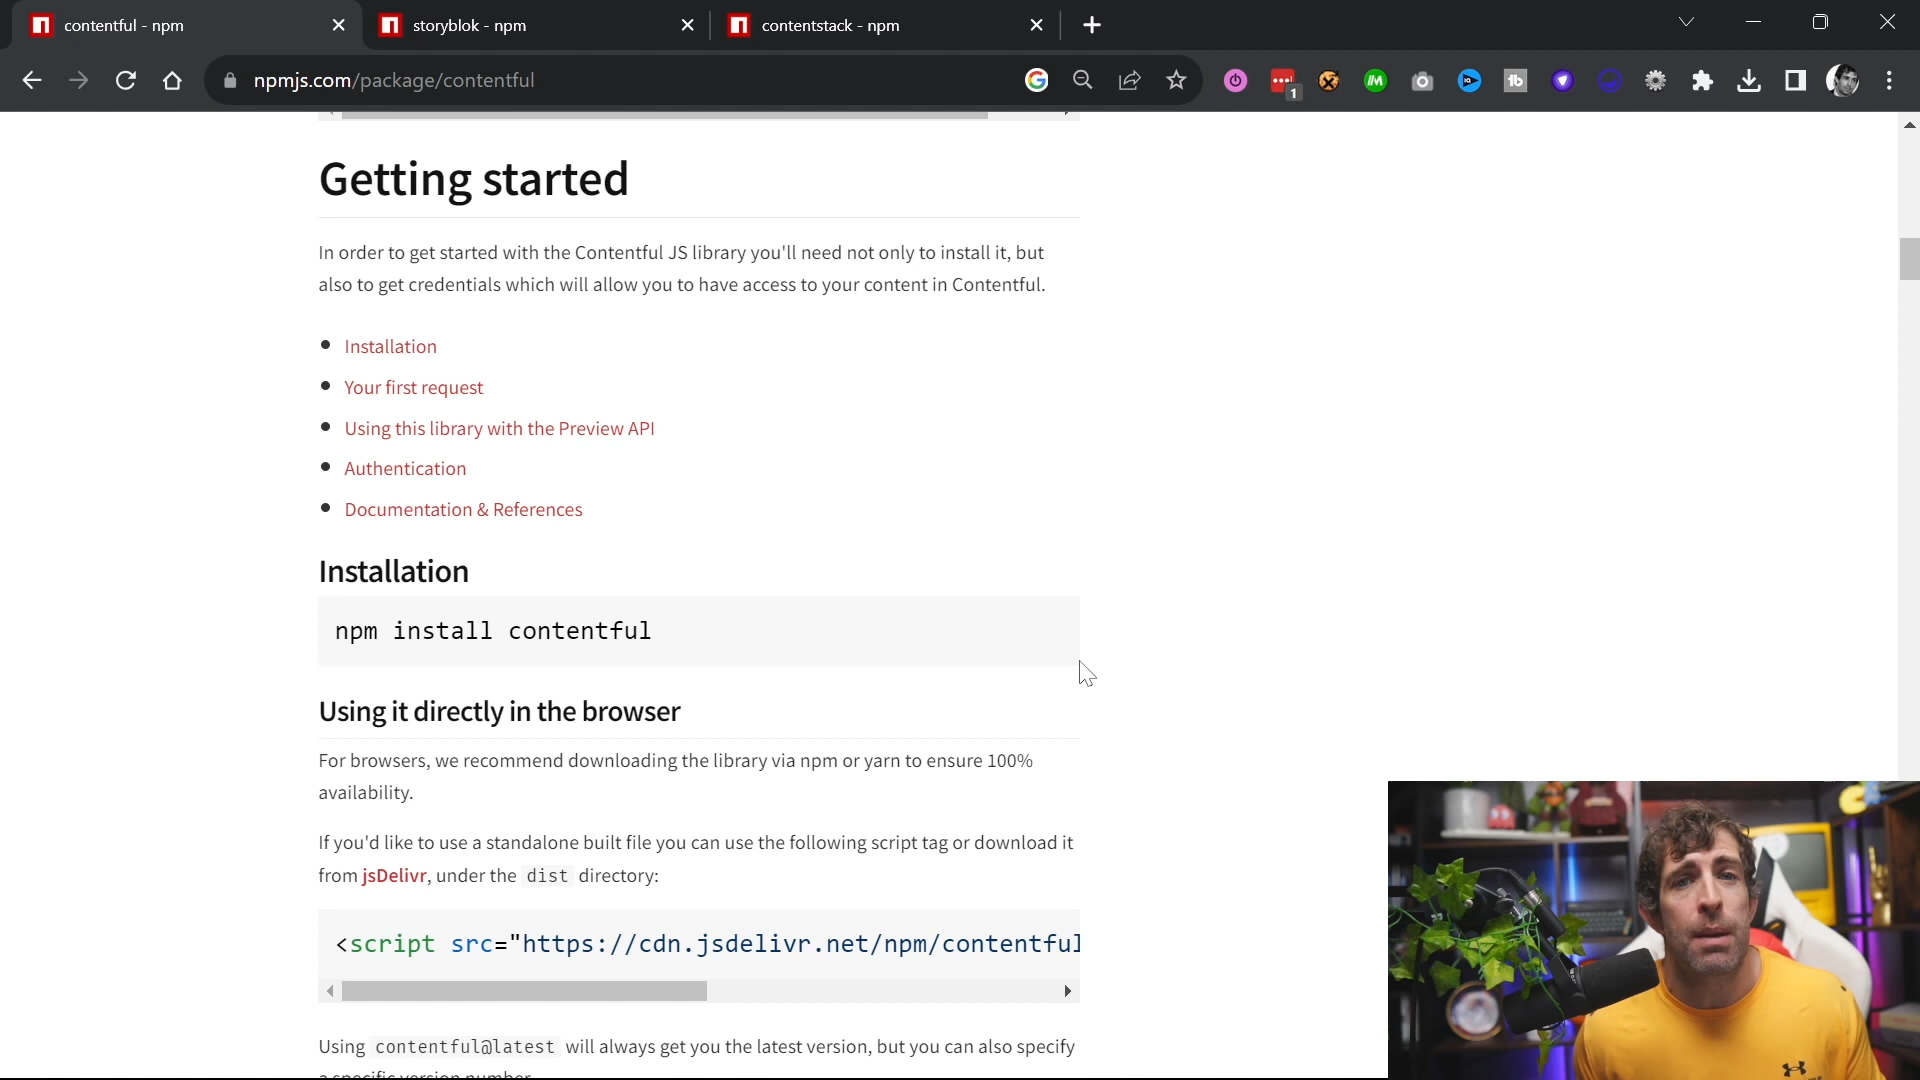 contentful - npm
storyblok - npm
contentstack - npm
npmjs.com/package/contentful
1
Getting started
In order to get started with the Contentful JS library you'll need not only to install it, but
also to get credentials which will allow you to have access to your content in Contentful.
Installation
Your first request
Using this library with the Preview API
Authentication
Documentation & References
Installation
npm install contentful
Using it directly in the browser
For browsers, we recommend downloading the library via npm or yarn to ensure 100%
availability.
If you'd like to use a standalone built file you can use the following script tag or download it
from jsDelivr, under the dist directory:
<script src="https://cdn.jsdelivr.net/npm/contentful
Using contentful@latest will always get you the latest version, but you can also specify
a specific version number